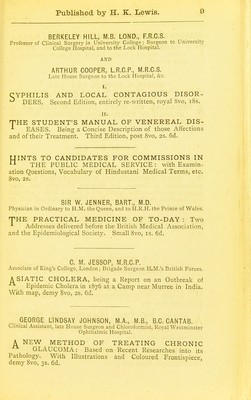 Published by H. K. Lewis. 9
BERKELEY HILL, M.B. LOND., F.R.C.S.
Professor of Clinical Surgery in University College; Surgeon to University
College Hospital, and to the Lock Hospital).
AND
ARTHUR COOPER, L.R.C.P., M.R.C.S.
Late House Surgeon to the Lock Hospital, &c.
I.
SYPHILIS AND LOCAL CONTAGIOUS DISOR-
DERS. Second Edition, entirely re-written, royal 8vo, 18s.
II.
THE STUDENT'S MANUAL OF VENEREAL DIS-
EASES. Being a Concise Description of those Affections
and of their Treatment. Third Edition, post 8vo, 2s. 6d.
HINTS TO CANDIDATES FOR COMMISSIONS IN
THE PUBLIC MEDICAL SERVICE: with Examin-
ation Questions, Vocabulary of Hindustani Medical Terms, etc.
8vo, 2s.
SIR W. JENNER, BART., M.D.
Physician in Ordinary to H.M. the Queen, and to H.R.H. the Prince of Wales.
THE PRACTICAL MEDICINE OF TO-DAY: Two
Addresses delivered before the British Medical Association,
and the Epidemiological Society. Small 8vo, 1s. 6d.
C. M. JESSOP, M.R.C.P.
Associate of King's College, London; Brigade Surgeon H.M.'s British Forces.
ASIATIC CHOLERA, being a Report on an Outbreak of
Epidemic Cholera in 1876 at a Camp near Murree in India.
With map, demy 8vo, 2s. 6d.
GEORGE LINDSAY JOHNSON, M.A., M.B., B.C. CANTAB.
Clinical Assistant, late House Surgeon and Chloroformist, Royal Westminster
Ophthalmic Hospital.
A NEW METHOD OF TREATING CHRONIC
GLAUCOMA: Based on Recent Researches into its
Pathology. With Illustrations and Coloured Frontispiece,
demy 8vo, 3s. 6d.